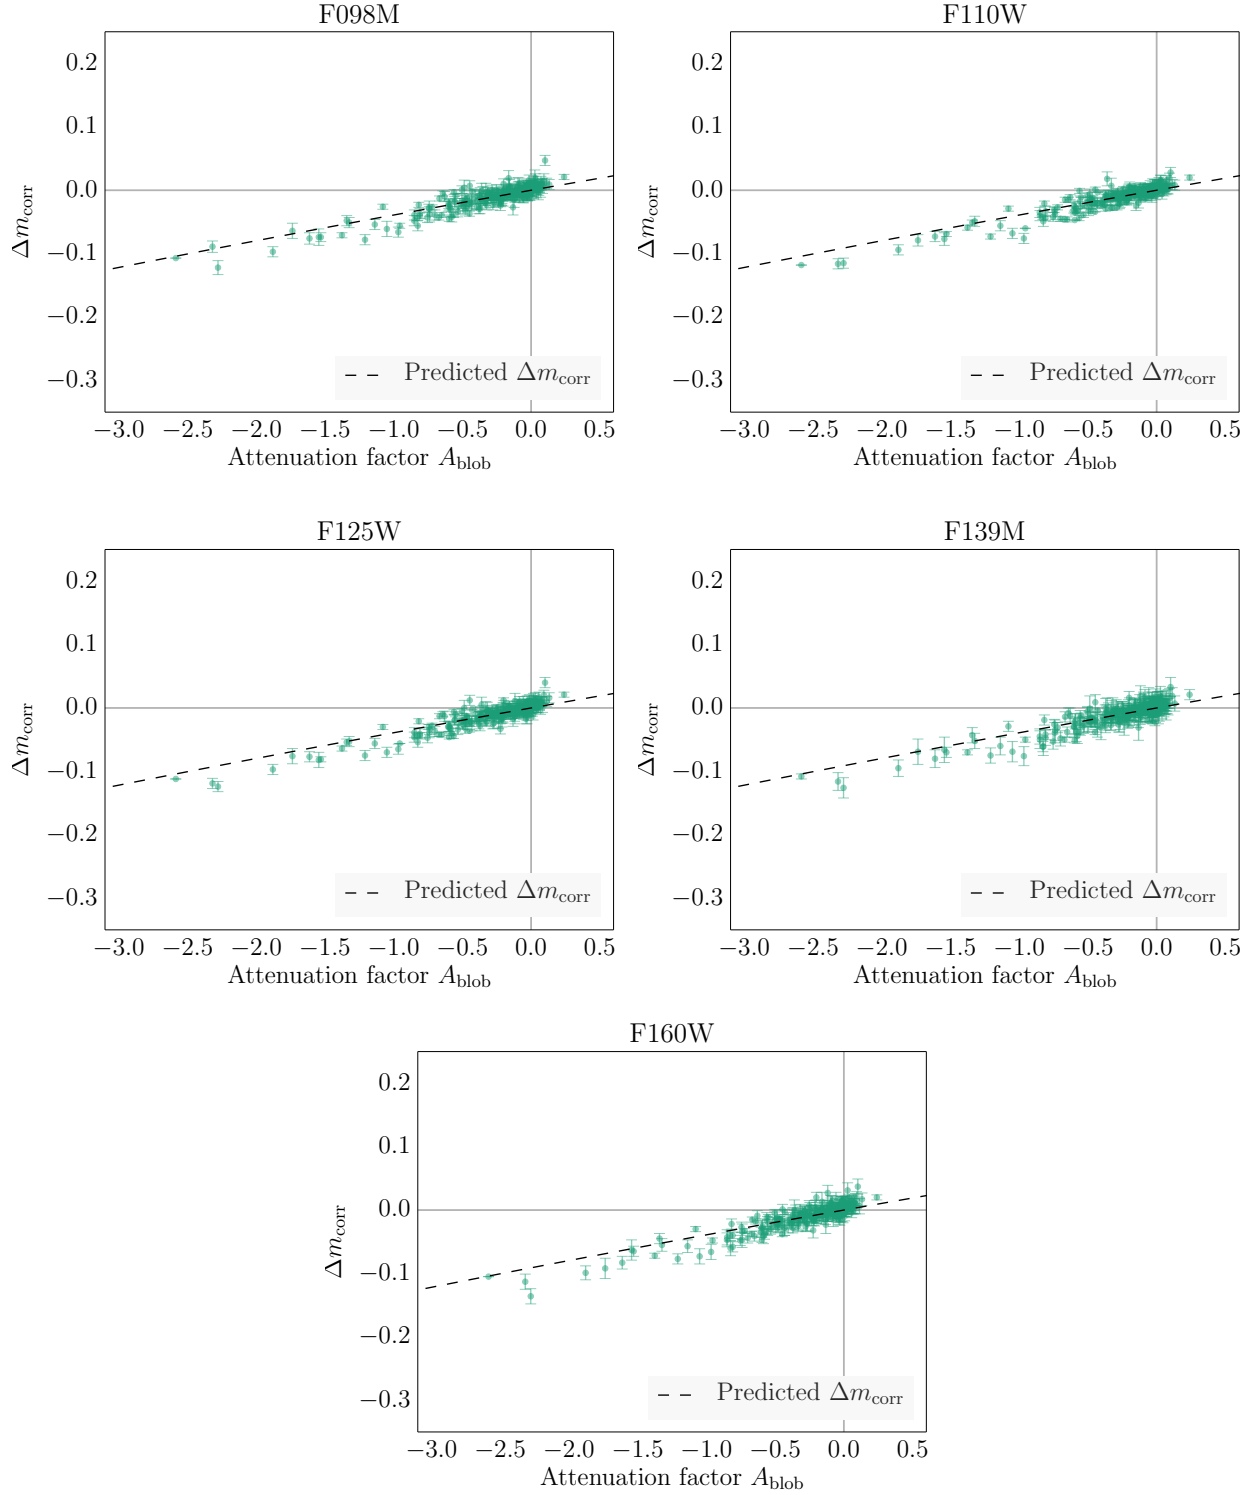 F098M
0.2
0.1
0.0
−0.1
−0.2
−0.3
Δm_corr
Predicted Δm_corr
−3.0 −2.5 −2.0 −1.5 −1.0 −0.5 0.0 0.5
Attenuation factor A_blob
F110W
0.2
0.1
0.0
−0.1
−0.2
−0.3
Δm_corr
Predicted Δm_corr
−3.0 −2.5 −2.0 −1.5 −1.0 −0.5 0.0 0.5
Attenuation factor A_blob
F125W
0.2
0.1
0.0
−0.1
−0.2
−0.3
Δm_corr
Predicted Δm_corr
−3.0 −2.5 −2.0 −1.5 −1.0 −0.5 0.0 0.5
Attenuation factor A_blob
F139M
0.2
0.1
0.0
−0.1
−0.2
−0.3
Δm_corr
Predicted Δm_corr
−3.0 −2.5 −2.0 −1.5 −1.0 −0.5 0.0 0.5
Attenuation factor A_blob
F160W
0.2
0.1
0.0
−0.1
−0.2
−0.3
Δm_corr
Predicted Δm_corr
−3.0 −2.5 −2.0 −1.5 −1.0 −0.5 0.0 0.5
Attenuation factor A_blob